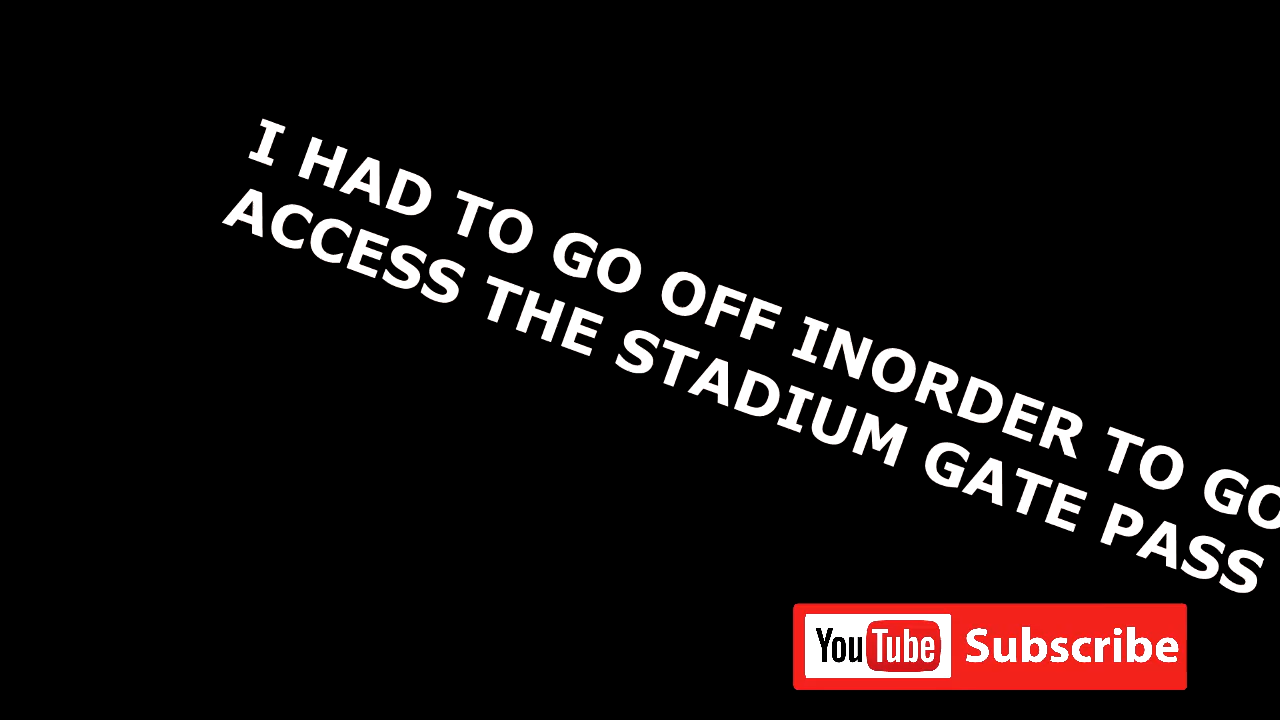 I HAD TO GO OFF INORDER TO GO
ACCESS THE STADIUM GATE PASS
YouTube Subscribe